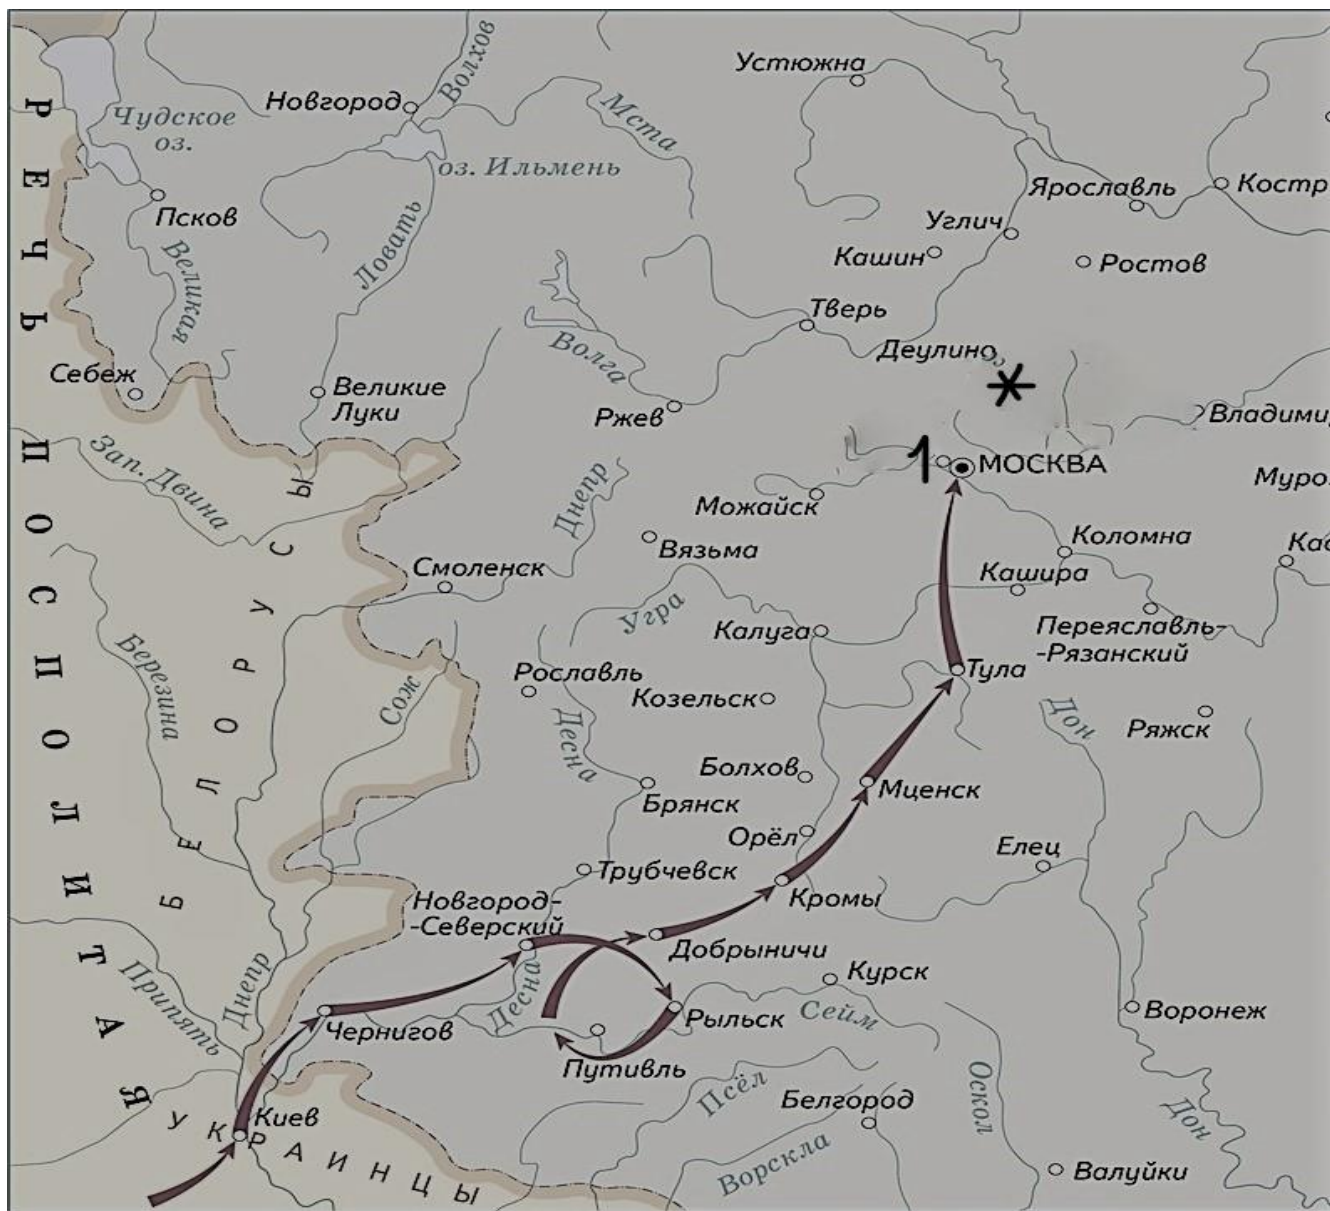 Устюжна
Новгород
Волхов
Мста
Чудское
оз.
оз. Ильмень
Псков
Великая
Ловать
Ярославль
Костр
Углич
Кашин
Ростов
Тверь
Волга
Деулино
*
Себеж
Великие
Луки
Ржев
Владими
Зап. Двина
Днепр
1
МОСКВА
Муро
Можайск
Вязьма
Коломна
Ка
Смоленск
Кашира
Угра
Калуга
Переяславль-
-Рязанский
Березина
Сож
Рославль
Козельск
Тула
Десна
Дон
Ряжск
Болхов
Брянск
Мценск
Орёл
Елец
Трубчевск
Новгород-
-Северский
Кромы
Добрыничи
Припять
Днепр
Десна
Курск
Чернигов
Рыльск
Сейм
Воронеж
Путивль
Псёл
Оскол
Белгород
Дон
Киев
Ворскла
Валуйки
РЕЧЬ ПОСПОЛИТАЯ
БЕЛОРУСЫ
УКРАИНЦЫ